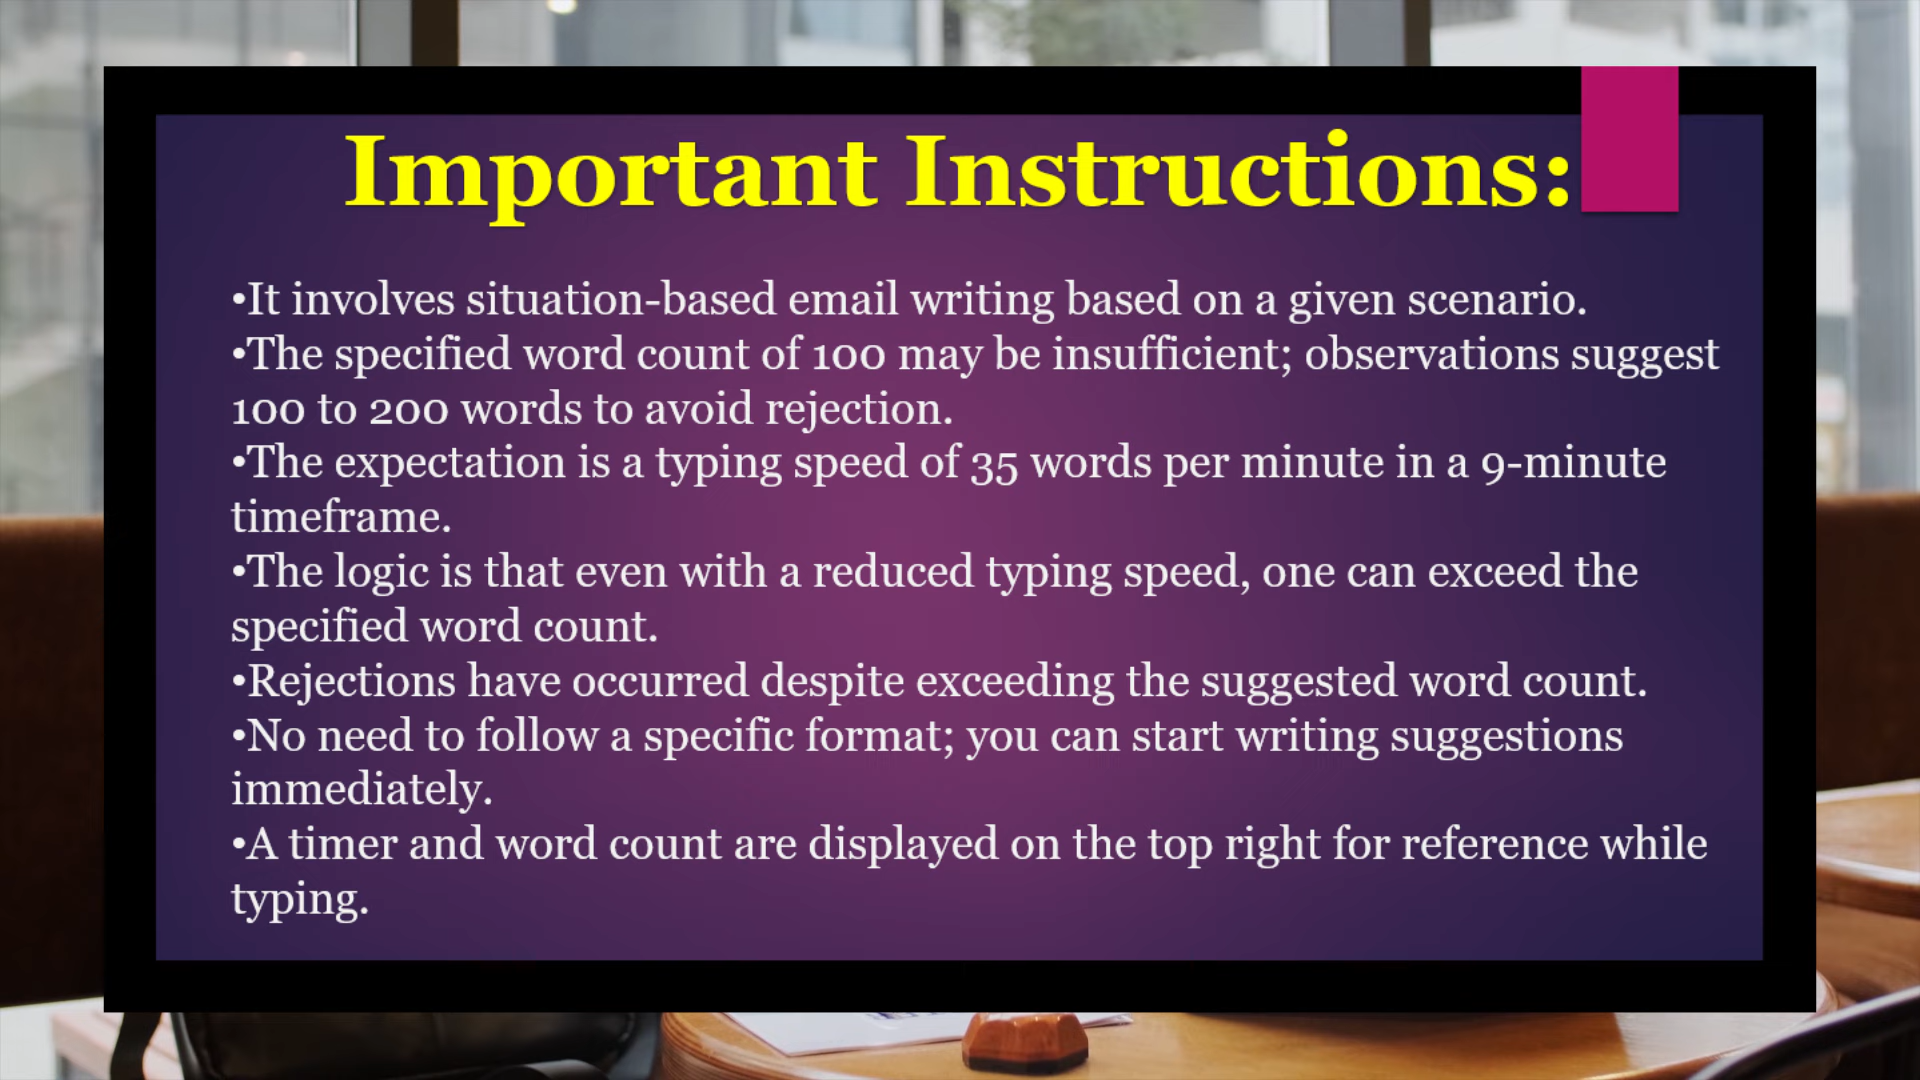 Important Instructions:
•It involves situation-based email writing based on a given scenario.
•The specified word count of 100 may be insufficient; observations suggest
100 to 200 words to avoid rejection.
•The expectation is a typing speed of 35 words per minute in a 9-minute
timeframe.
•The logic is that even with a reduced typing speed, one can exceed the
specified word count.
•Rejections have occurred despite exceeding the suggested word count.
•No need to follow a specific format; you can start writing suggestions
immediately.
•A timer and word count are displayed on the top right for reference while
typing.